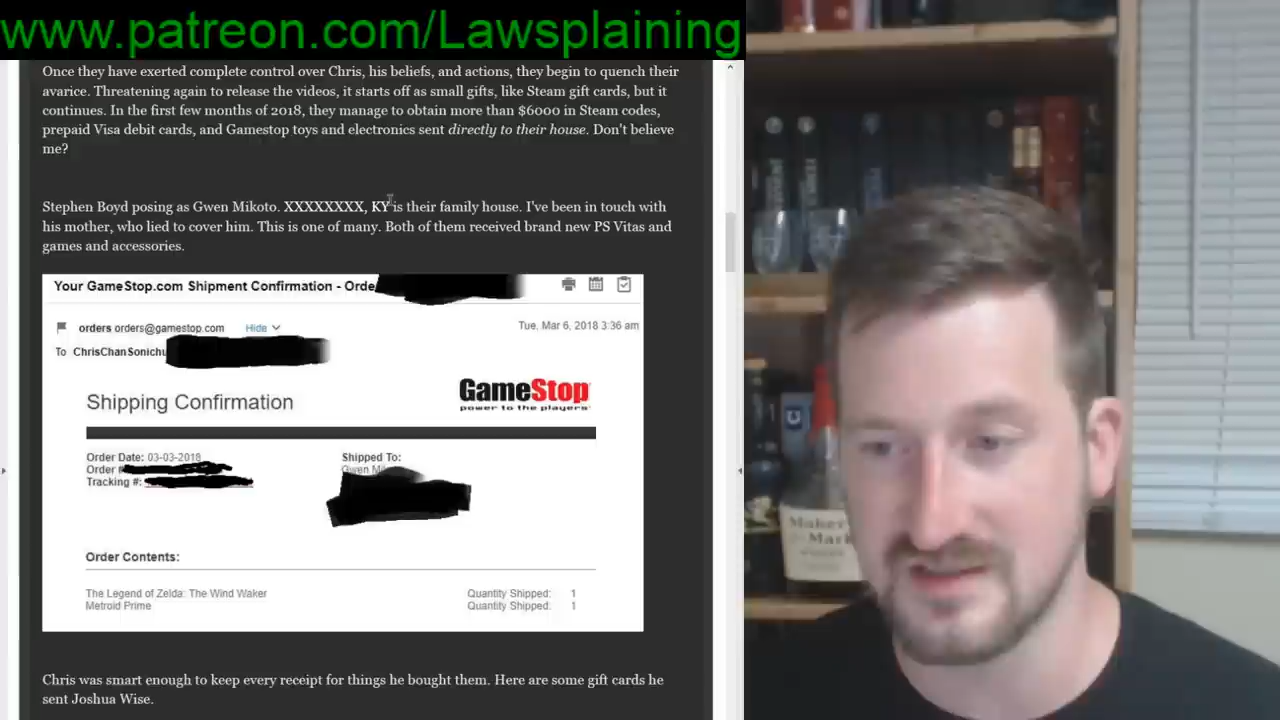 www.patreon.com/Lawsplaining
Once they have exerted complete control over Chris, his beliefs, and actions, they begin to quench their
avarice. Threatening again to release the videos, it starts off as small gifts, like Steam gift cards, but it
continues. In the first few months of 2018, they manage to obtain more than $6000 in Steam codes,
prepaid Visa debit cards, and Gamestop toys and electronics sent directly to their house. Don't believe
me?
Stephen Boyd posing as Gwen Mikoto. XXXXXXXX, KY is their family house. I've been in touch with
his mother, who lied to cover him. This is one of many. Both of them received brand new PS Vitas and
games and accessories.
Your GameStop.com Shipment Confirmation - Orde
orders orders@gamestop.com Hide
Tue, Mar 6, 2018 3:36 am
To ChrisChanSonichu
GameStop
power to the players
Shipping Confirmation
Order Date: 03-03-2018
Order #
Tracking #:
Shipped To:
Order Contents:
The Legend of Zelda: The Wind Waker Quantity Shipped: 1
Metroid Prime Quantity Shipped: 1
Chris was smart enough to keep every receipt for things he bought them. Here are some gift cards he
sent Joshua Wise.
Maker's
Mark